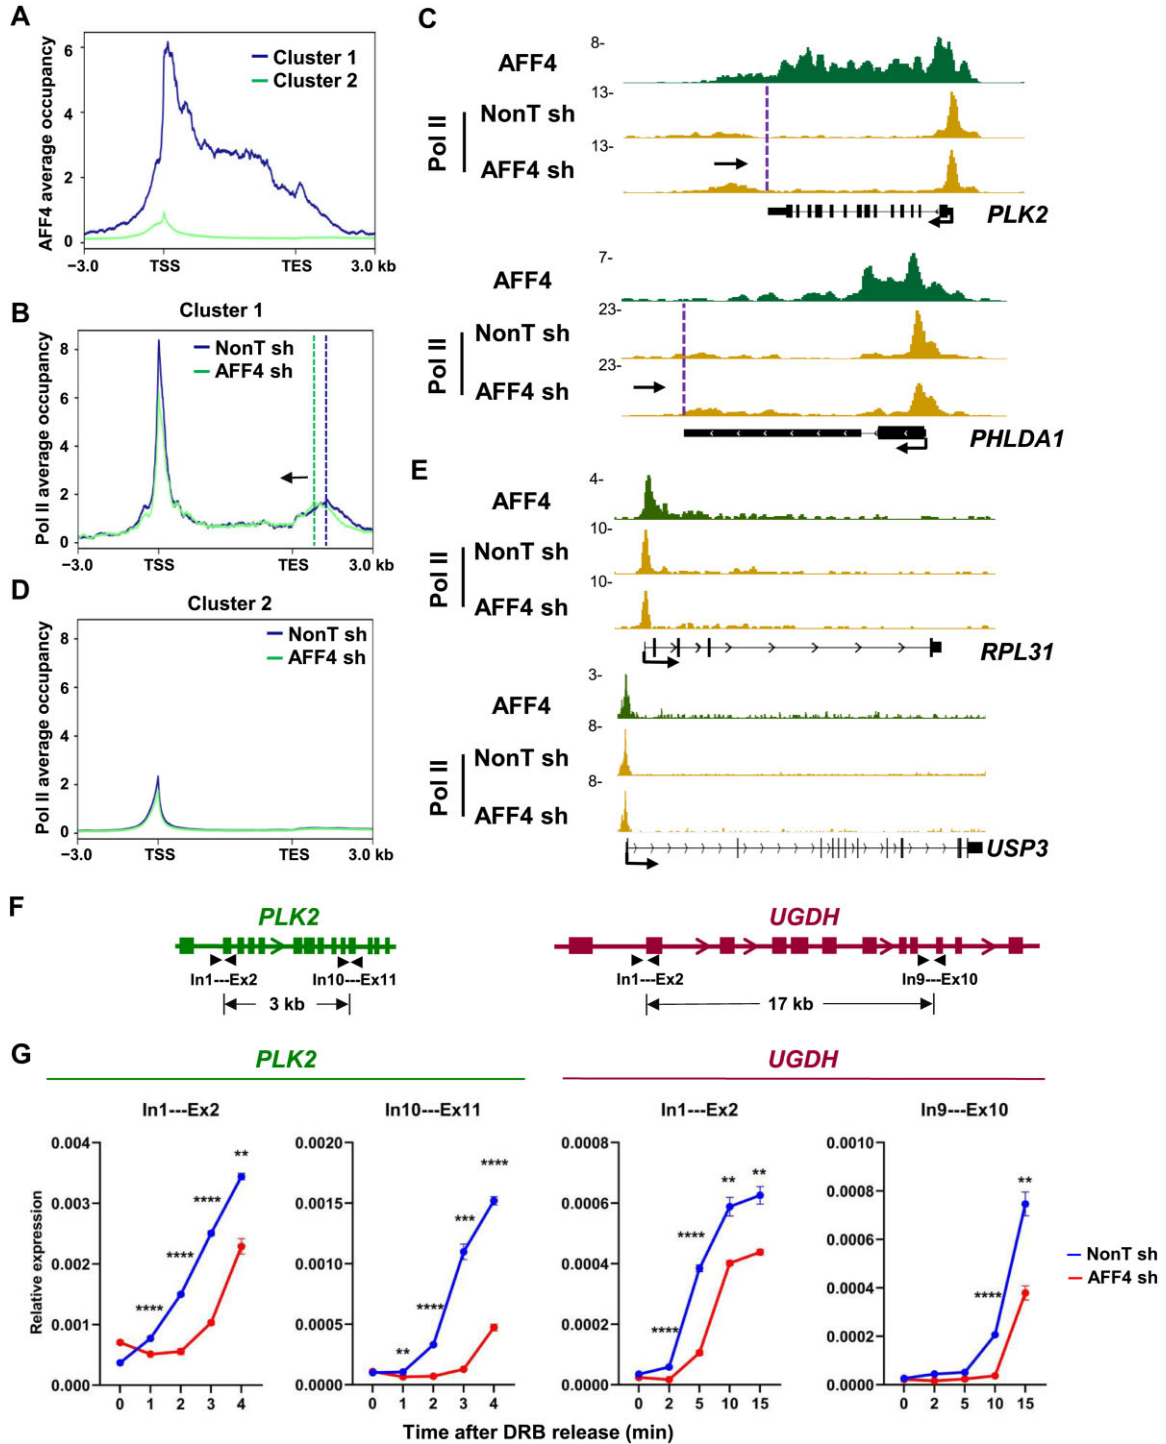 A
AFF4 average occupancy
6
4
2
0
Cluster 1
Cluster 2
−3.0
TSS
TES
3.0 kb
B
Cluster 1
Pol II average occupancy
8
6
4
2
0
NonT sh
AFF4 sh
−3.0
TSS
TES
3.0 kb
D
Cluster 2
Pol II average occupancy
8
6
4
2
0
NonT sh
AFF4 sh
−3.0
TSS
TES
3.0 kb
C
AFF4
8-
Pol II
NonT sh
13-
AFF4 sh
13-
PLK2
AFF4
7-
Pol II
NonT sh
23-
AFF4 sh
23-
PHLDA1
E
AFF4
4-
Pol II
NonT sh
10-
AFF4 sh
10-
RPL31
AFF4
3-
Pol II
NonT sh
8-
AFF4 sh
8-
USP3
F
PLK2
In1---Ex2
In10---Ex11
3 kb
UGDH
In1---Ex2
In9---Ex10
17 kb
G
PLK2
UGDH
In1---Ex2
Relative expression
0.004
0.003
0.002
0.001
0.000
****
****
****
**
0 1 2 3 4
In10---Ex11
0.0020
0.0015
0.0010
0.0005
0.0000
**
****
***
****
0 1 2 3 4
In1---Ex2
0.0008
0.0006
0.0004
0.0002
0.0000
****
****
**
**
0 2 5 10 15
In9---Ex10
0.0010
0.0008
0.0006
0.0004
0.0002
0.0000
****
**
0 2 5 10 15
NonT sh
AFF4 sh
Time after DRB release (min)